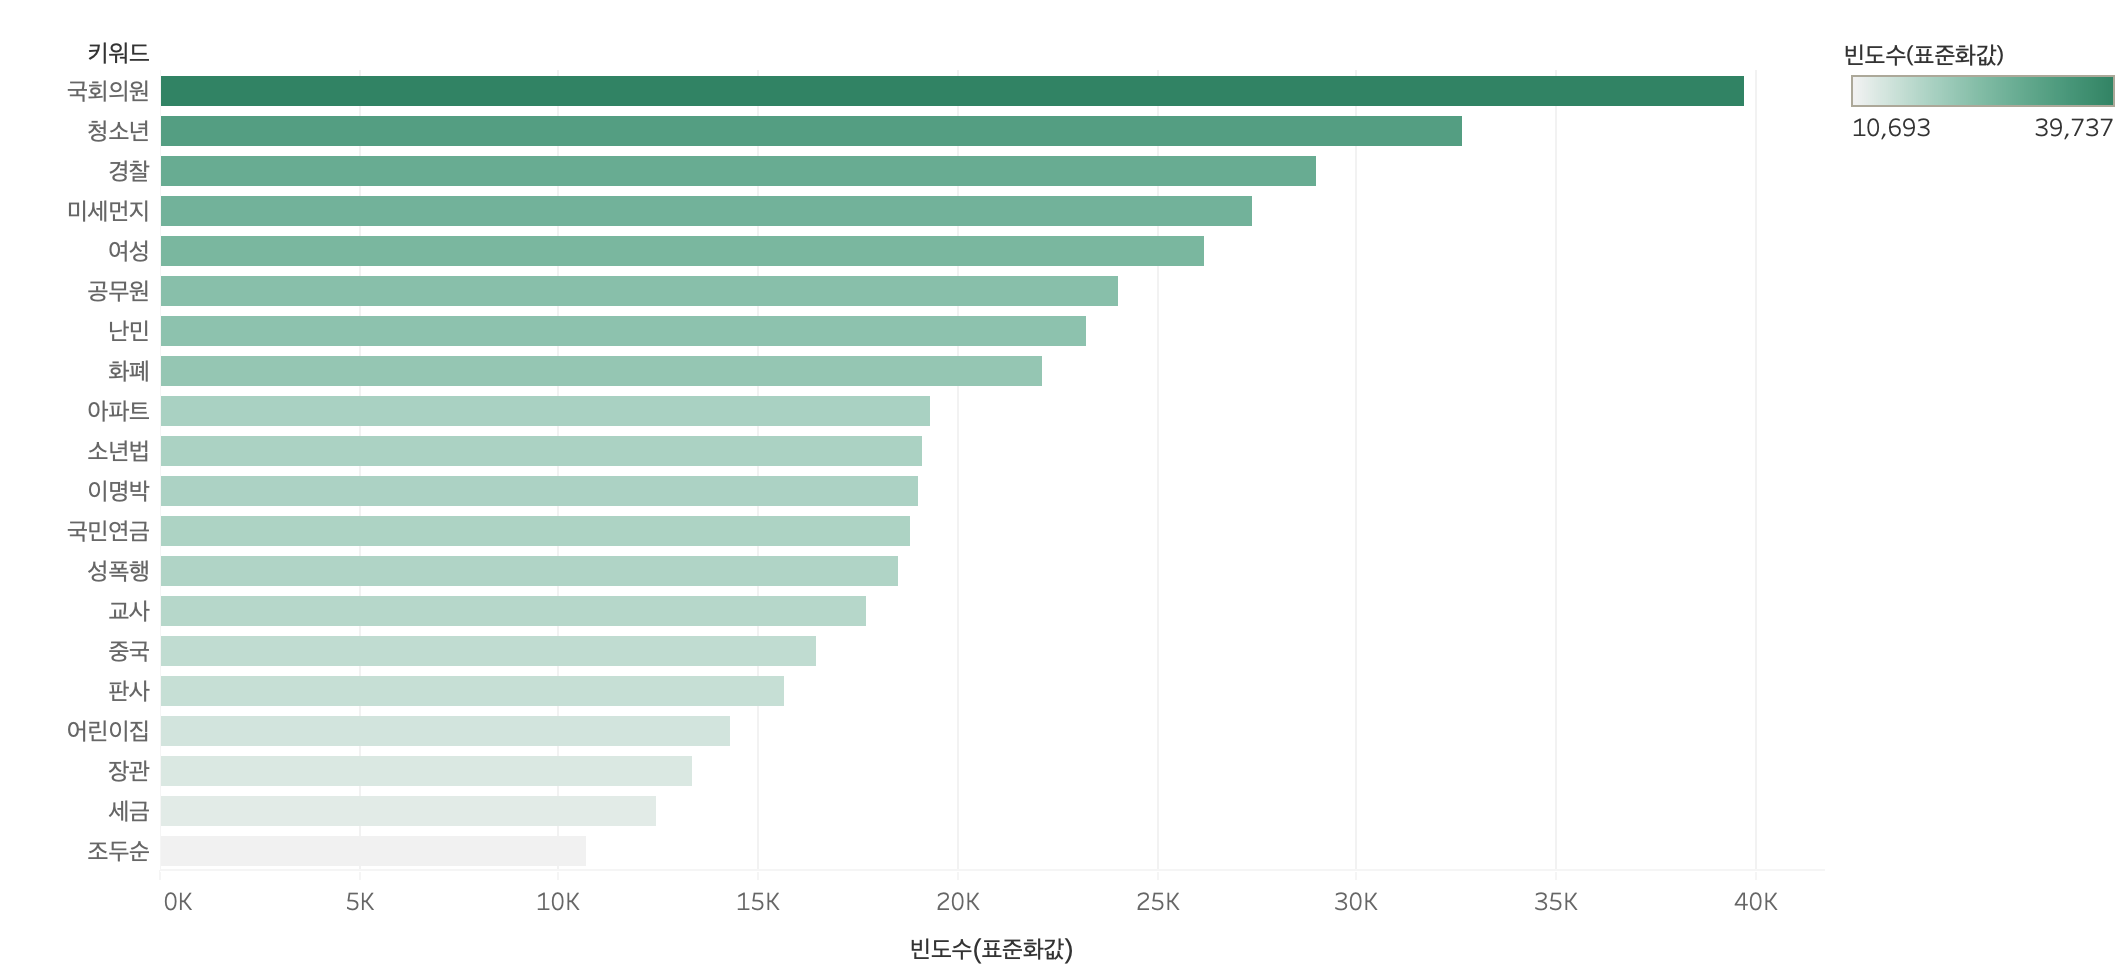 키워드
국회의원
청소년
경찰
미세먼지
여성
공무원
난민
화폐
아파트
소년법
이명박
국민연금
성폭행
교사
중국
판사
어린이집
장관
세금
조두순
0K 5K 10K 15K 20K 25K 30K 35K 40K
빈도수(표준화값)
빈도수(표준화값)
10,693 39,737